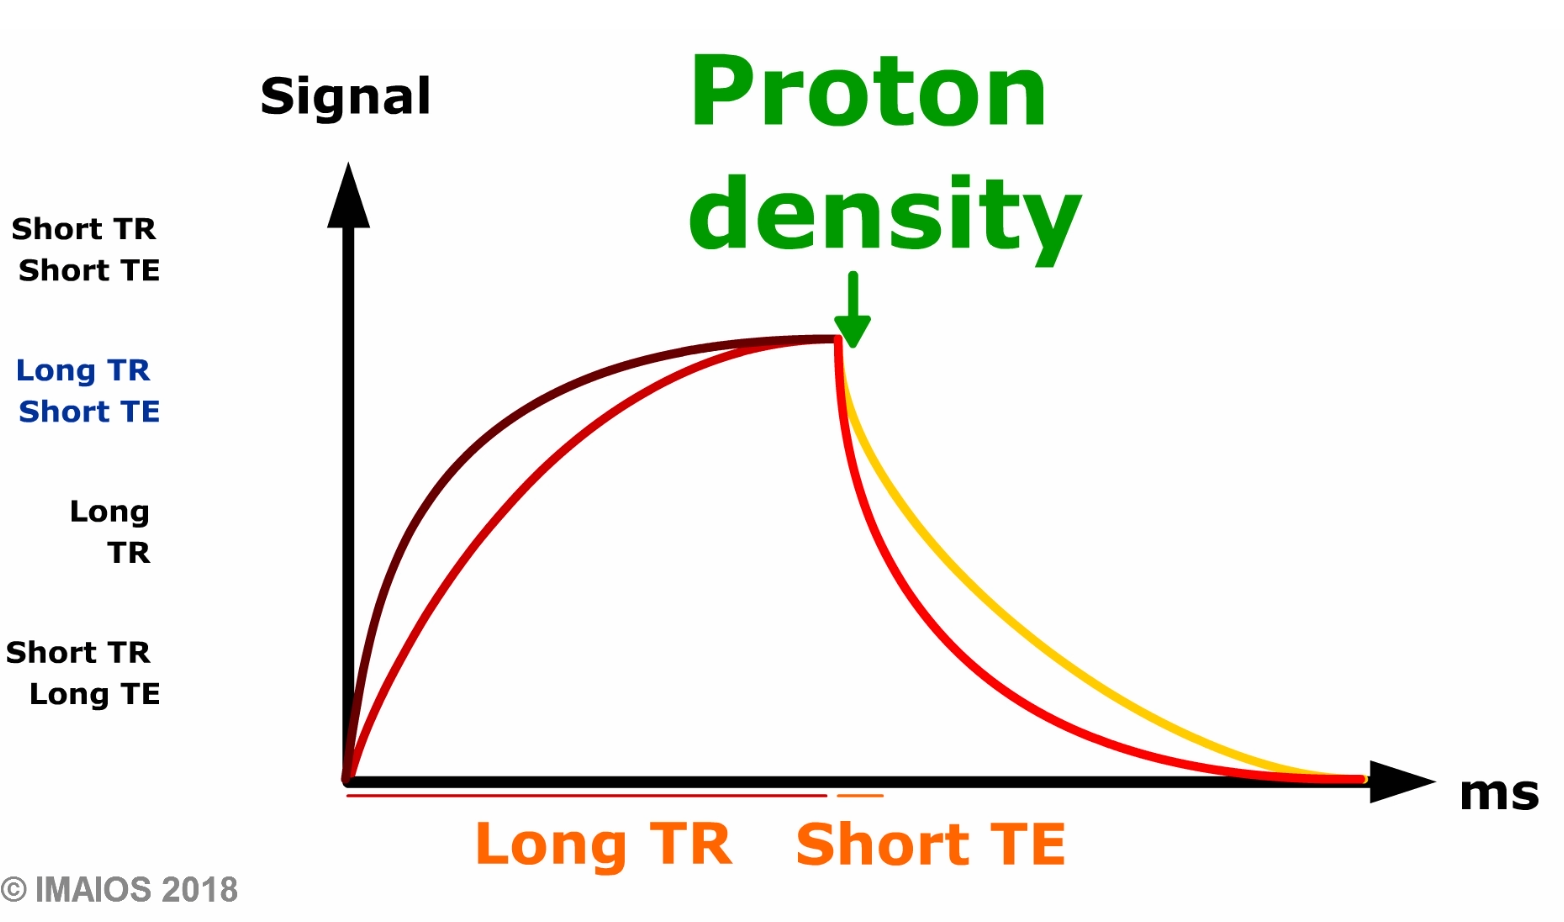 Signal
Proton
density
Short TR
Short TE
Long TR
Short TE
Long
TR
Short TR
Long TE
ms
Long TR
Short TE
© IMAIOS 2018